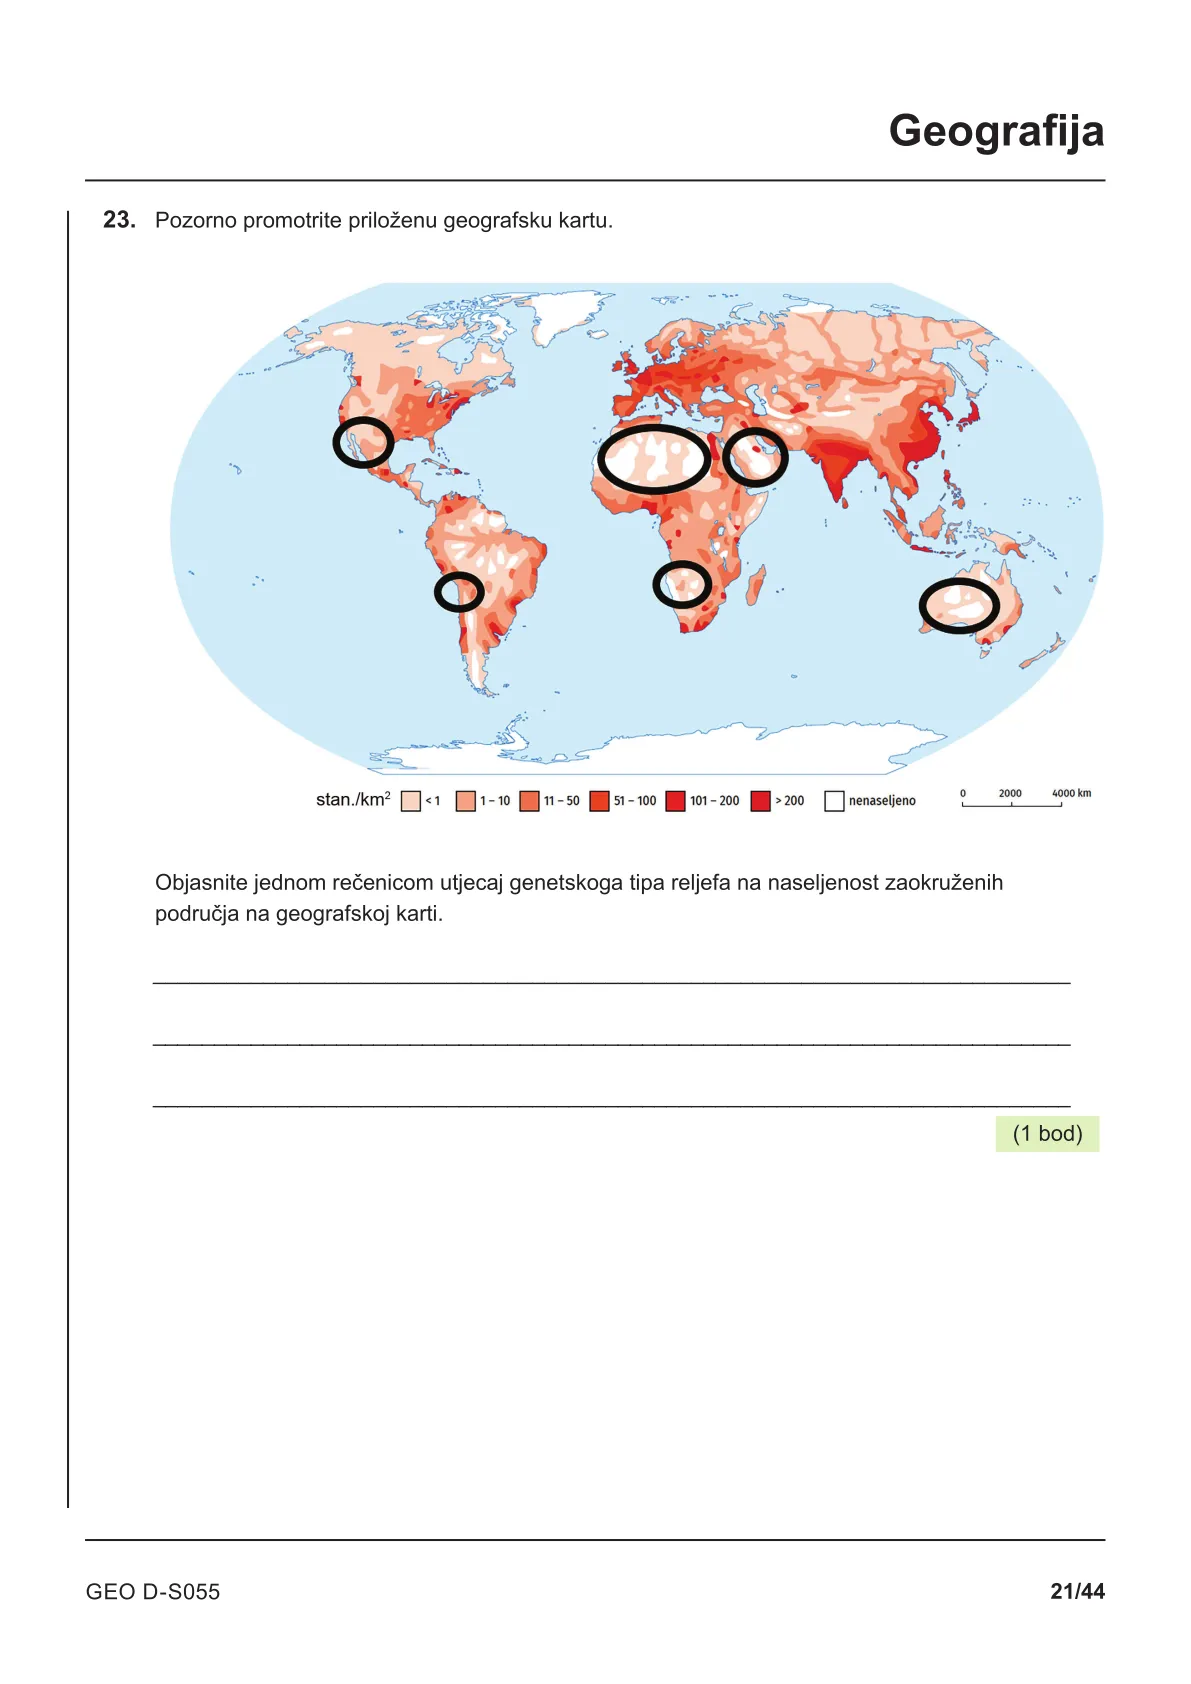 Geografija
23. Pozorno promotrite priloženu geografsku kartu.
stan./km² < 1 1 – 10 11 – 50 51 – 100 101 – 200 > 200 nenaseljeno 0 2000 4000 km
Objasnite jednom rečenicom utjecaj genetskoga tipa reljefa na naseljenost zaokruženih
područja na geografskoj karti.
(1 bod)
GEO D-S055 21/44